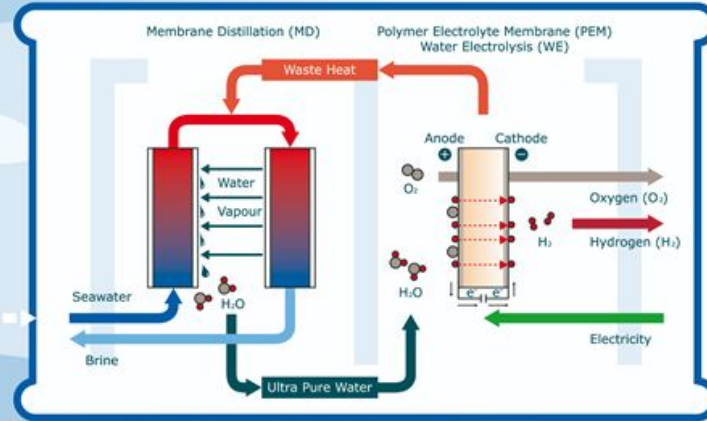 Membrane Distillation (MD)
Polymer Electrolyte Membrane (PEM)
Water Electrolysis (WE)
Waste Heat
Anode
Cathode
+
−
Water
Vapour
O₂
Oxygen (O₂)
H₂
Hydrogen (H₂)
Seawater
H₂O
H₂O
e⁻ e⁻
Brine
Electricity
Ultra Pure Water